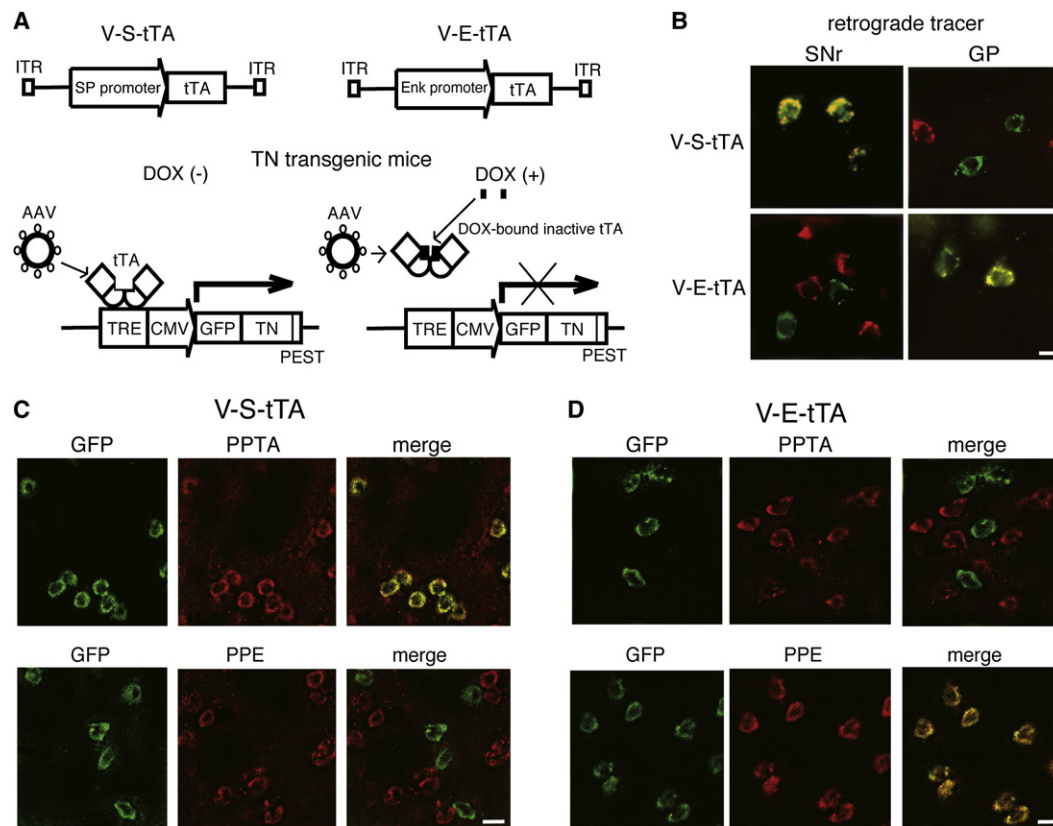 A
V-S-tTA
V-E-tTA
ITR
ITR
ITR
ITR
SP promoter
tTA
Enk promoter
tTA
TN transgenic mice
DOX (-)
DOX (+)
AAV
AAV
DOX-bound inactive tTA
tTA
TRE
CMV
GFP
TN
TRE
CMV
GFP
TN
PEST
PEST
B
retrograde tracer
SNr
GP
V-S-tTA
V-E-tTA
C
V-S-tTA
GFP
PPTA
merge
GFP
PPE
merge
D
V-E-tTA
GFP
PPTA
merge
GFP
PPE
merge